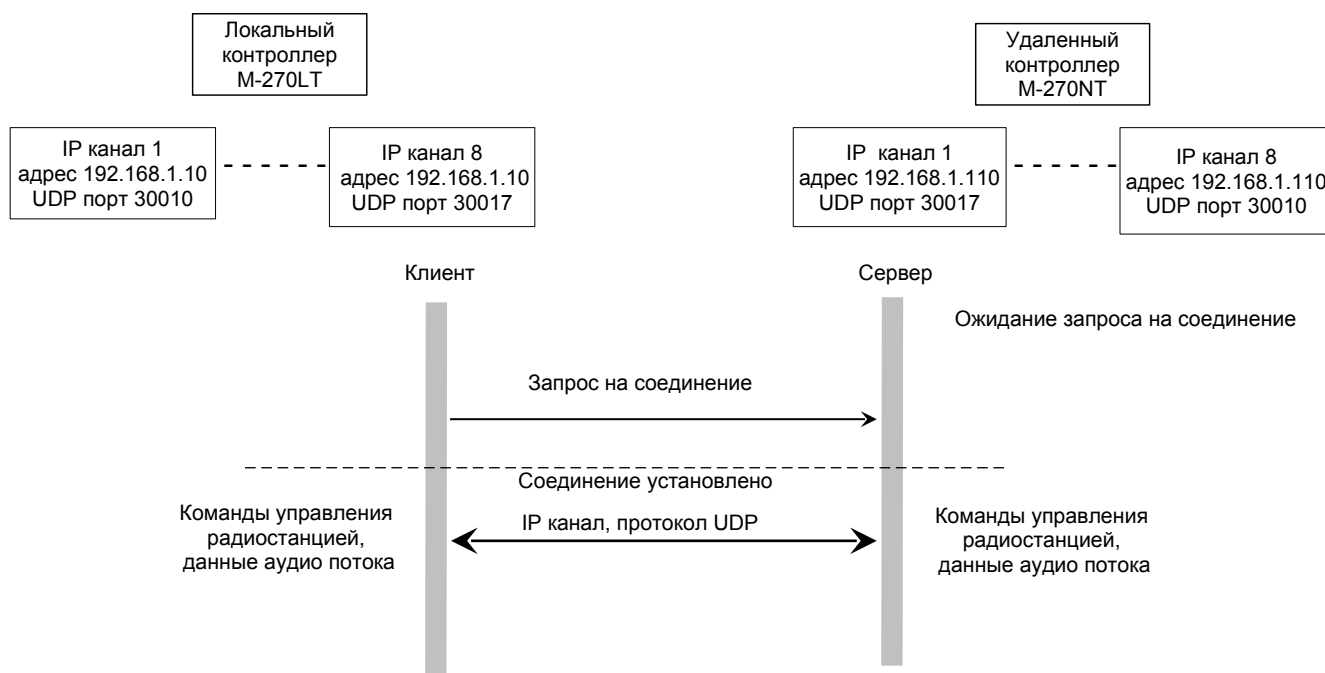 Локальный
контроллер
M-270LT
Удаленный
контроллер
M-270NT
IP канал 1
адрес 192.168.1.10
UDP порт 30010
IP канал 8
адрес 192.168.1.10
UDP порт 30017
IP канал 1
адрес 192.168.1.110
UDP порт 30017
IP канал 8
адрес 192.168.1.110
UDP порт 30010
Клиент
Сервер
Ожидание запроса на соединение
Запрос на соединение
Соединение установлено
Команды управления
радиостанцией,
данные аудио потока
IP канал, протокол UDP
Команды управления
радиостанцией,
данные аудио потока